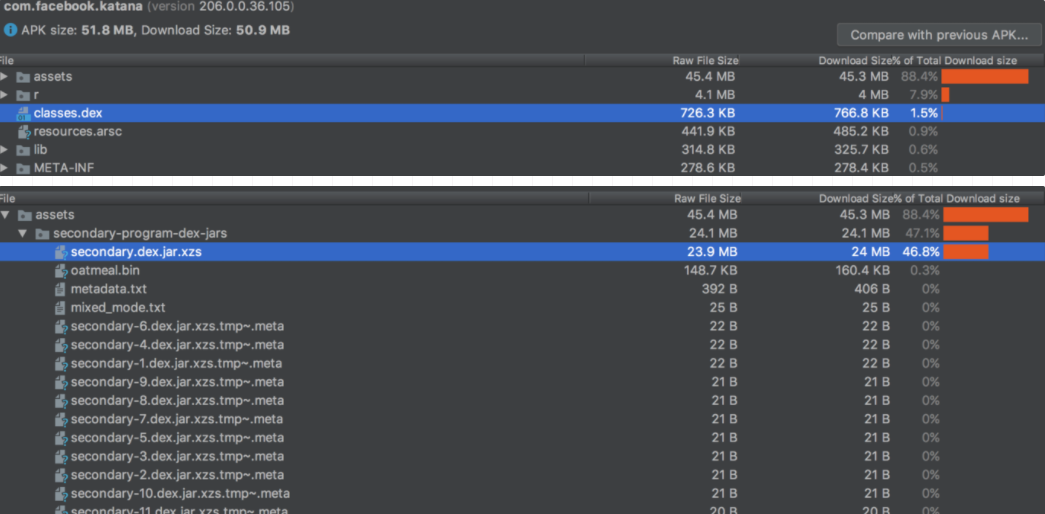 com.facebook.katana (version 206.0.0.36.105)
APK size: 51.8 MB, Download Size: 50.9 MB
Compare with previous APK...
File Raw File Size Download Size % of Total Download size
assets 45.4 MB 45.3 MB 88.4%
r 4.1 MB 4 MB 7.9%
classes.dex 726.3 KB 766.8 KB 1.5%
resources.arsc 441.9 KB 485.2 KB 0.9%
lib 314.8 KB 325.7 KB 0.6%
META-INF 278.6 KB 278.4 KB 0.5%
File Raw File Size Download Size % of Total Download size
assets 45.4 MB 45.3 MB 88.4%
secondary-program-dex-jars 24.1 MB 24.1 MB 47.1%
secondary.dex.jar.xzs 23.9 MB 24 MB 46.8%
oatmeal.bin 148.7 KB 160.4 KB 0.3%
metadata.txt 392 B 406 B 0%
mixed_mode.txt 25 B 25 B 0%
secondary-6.dex.jar.xzs.tmp~.meta 22 B 22 B 0%
secondary-4.dex.jar.xzs.tmp~.meta 22 B 22 B 0%
secondary-1.dex.jar.xzs.tmp~.meta 22 B 22 B 0%
secondary-9.dex.jar.xzs.tmp~.meta 21 B 21 B 0%
secondary-8.dex.jar.xzs.tmp~.meta 21 B 21 B 0%
secondary-7.dex.jar.xzs.tmp~.meta 21 B 21 B 0%
secondary-5.dex.jar.xzs.tmp~.meta 21 B 21 B 0%
secondary-3.dex.jar.xzs.tmp~.meta 21 B 21 B 0%
secondary-2.dex.jar.xzs.tmp~.meta 21 B 21 B 0%
secondary-10.dex.jar.xzs.tmp~.meta 21 B 21 B 0%
secondary-11.dex.jar.xzs.tmp~.meta 20 B 20 B 0%